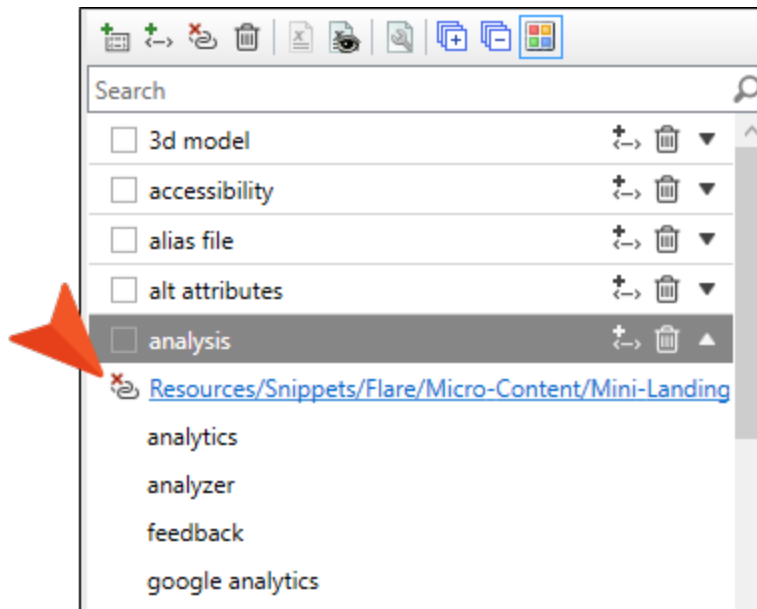 Search
3d model
accessibility
alias file
alt attributes
analysis
Resources/Snippets/Flare/Micro-Content/Mini-Landing
analytics
analyzer
feedback
google analytics